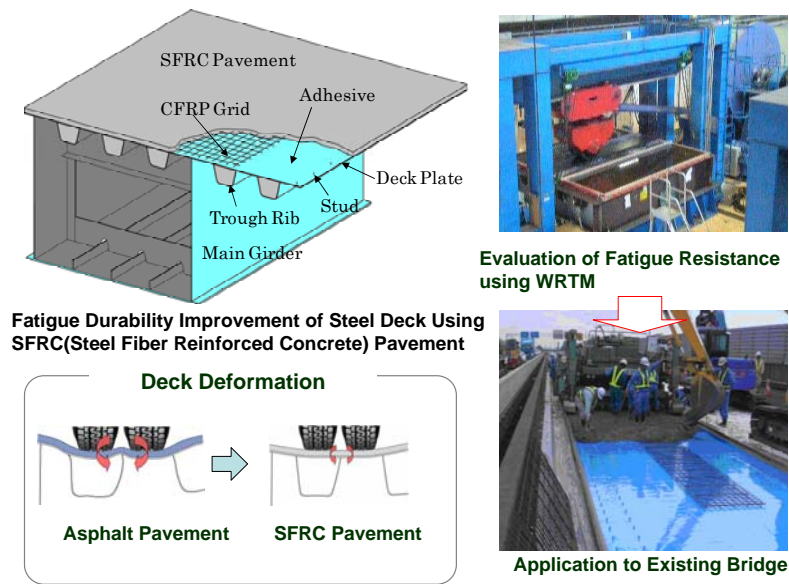 SFRC Pavement
CFRP Grid
Adhesive
Deck Plate
Stud
Trough Rib
Main Girder
Fatigue Durability Improvement of Steel Deck Using
SFRC(Steel Fiber Reinforced Concrete) Pavement
Deck Deformation
Asphalt Pavement
SFRC Pavement
Evaluation of Fatigue Resistance
using WRTM
Application to Existing Bridge